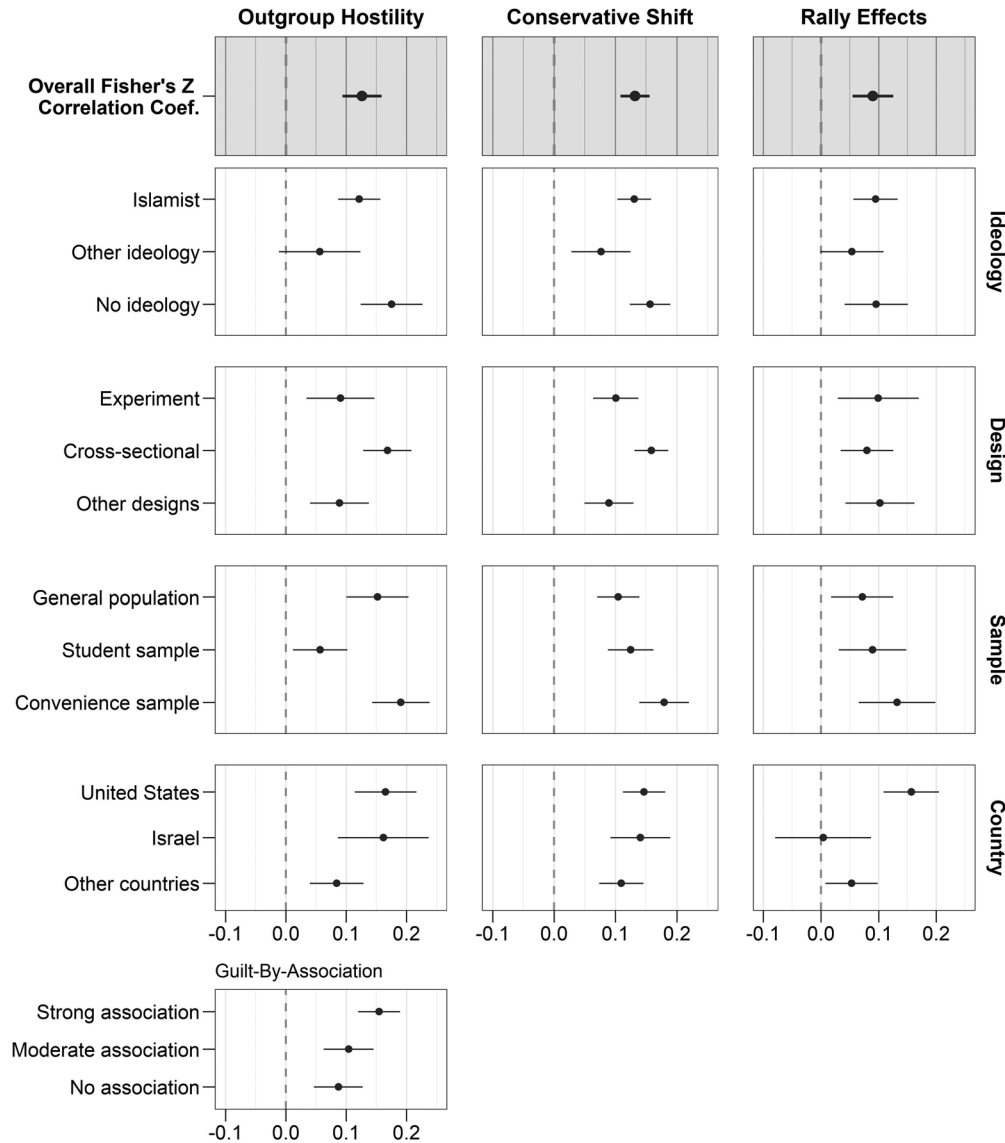 Outgroup Hostility
Conservative Shift
Rally Effects
Overall Fisher's Z
Correlation Coef.
Islamist
Other ideology
No ideology
Ideology
Experiment
Cross-sectional
Other designs
Design
General population
Student sample
Convenience sample
Sample
United States
Israel
Other countries
Country
-0.1 0.0 0.1 0.2
-0.1 0.0 0.1 0.2
-0.1 0.0 0.1 0.2
Guilt-By-Association
Strong association
Moderate association
No association
-0.1 0.0 0.1 0.2